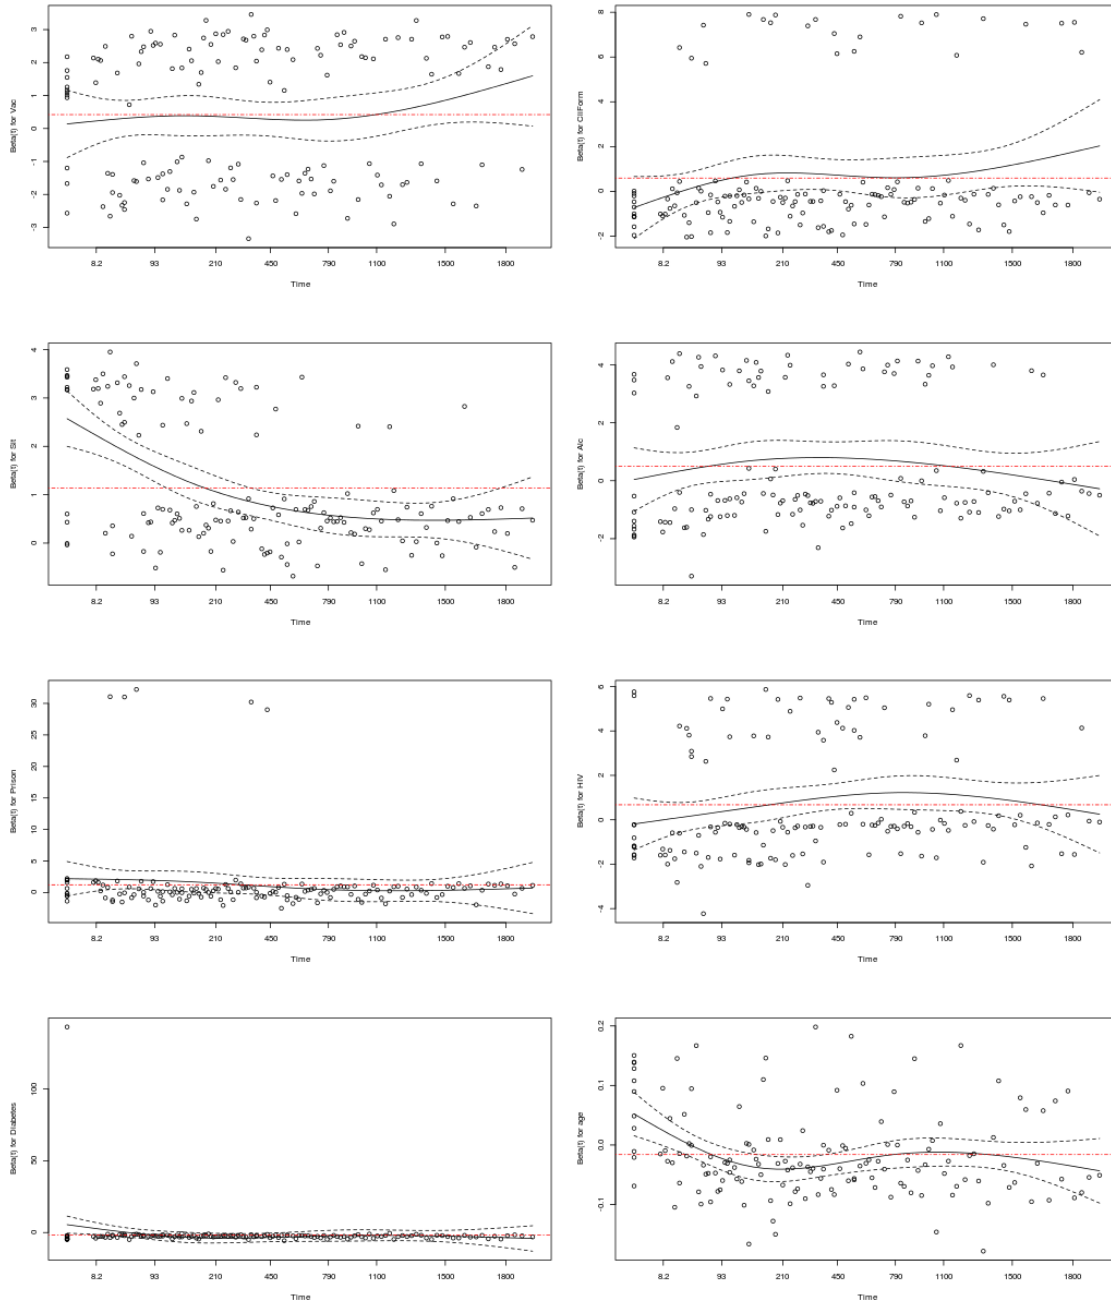 Beta(t) for Vac
3
2
1
0
-1
-2
-3
8.2 93 210 450 790 1100 1500 1800
Time
Beta(t) for CliForm
8
6
4
2
0
-2
8.2 93 210 450 790 1100 1500 1800
Time
Beta(t) for Sit
4
3
2
1
0
8.2 93 210 450 790 1100 1500 1800
Time
Beta(t) for Alc
4
2
0
-2
8.2 93 210 450 790 1100 1500 1800
Time
Beta(t) for Prison
30
25
20
15
10
5
0
8.2 93 210 450 790 1100 1500 1800
Time
Beta(t) for HIV
6
4
2
0
-2
-4
8.2 93 210 450 790 1100 1500 1800
Time
Beta(t) for Diabetes
100
50
0
8.2 93 210 450 790 1100 1500 1800
Time
Beta(t) for age
0.2
0.1
0.0
-0.1
8.2 93 210 450 790 1100 1500 1800
Time